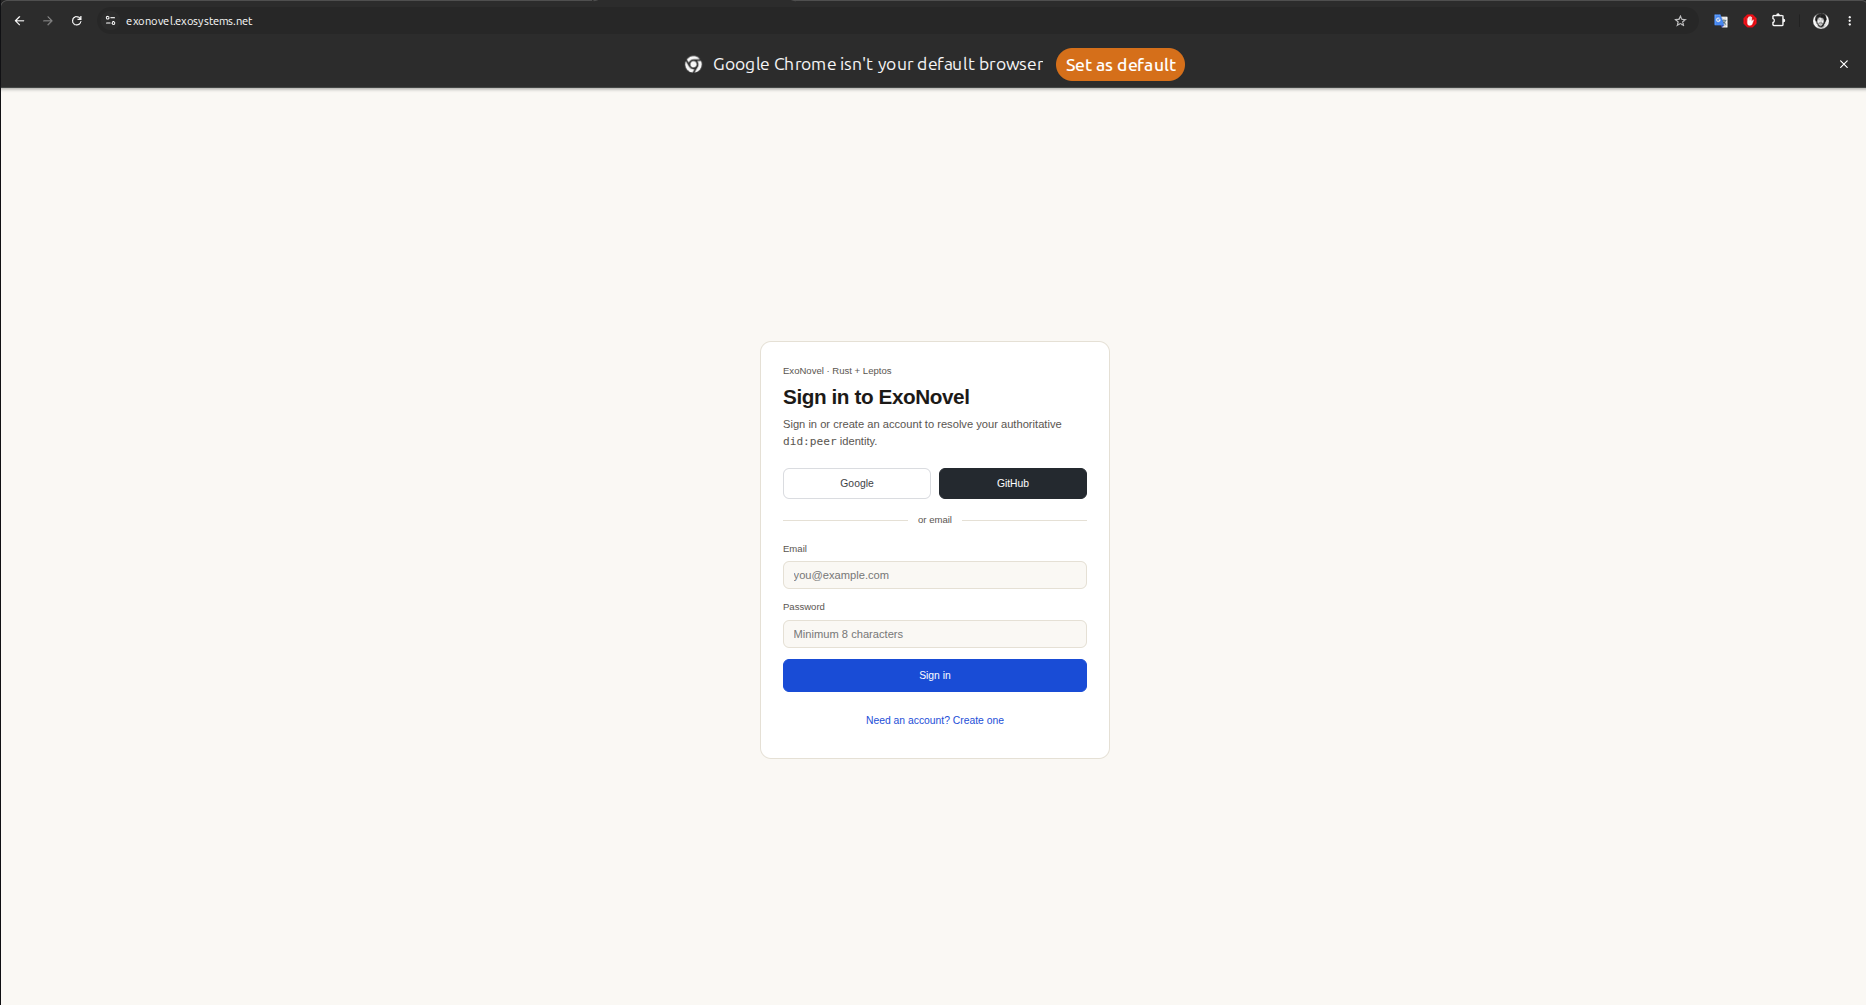 exonovel.exosystems.net
Google Chrome isn't your default browser
Set as default
ExoNovel · Rust + Leptos
Sign in to ExoNovel
Sign in or create an account to resolve your authoritative
did:peer identity.
Google
GitHub
or email
Email
you@example.com
Password
Minimum 8 characters
Sign in
Need an account? Create one